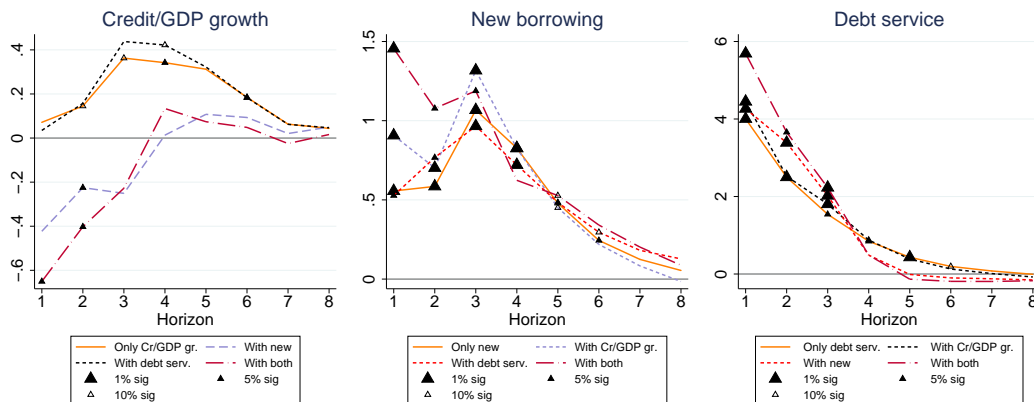 Credit/GDP growth
.4
.2
0
-.2
-.4
-.6
1 2 3 4 5 6 7 8
Horizon
Only Cr/GDP gr. With new
With debt serv. With both
1% sig 5% sig
10% sig
New borrowing
1.5
1
.5
0
1 2 3 4 5 6 7 8
Horizon
Only new With Cr/GDP gr.
With debt serv. With both
1% sig 5% sig
10% sig
Debt service
6
4
2
0
1 2 3 4 5 6 7 8
Horizon
Only debt serv. With Cr/GDP gr.
With new With both
1% sig 5% sig
10% sig